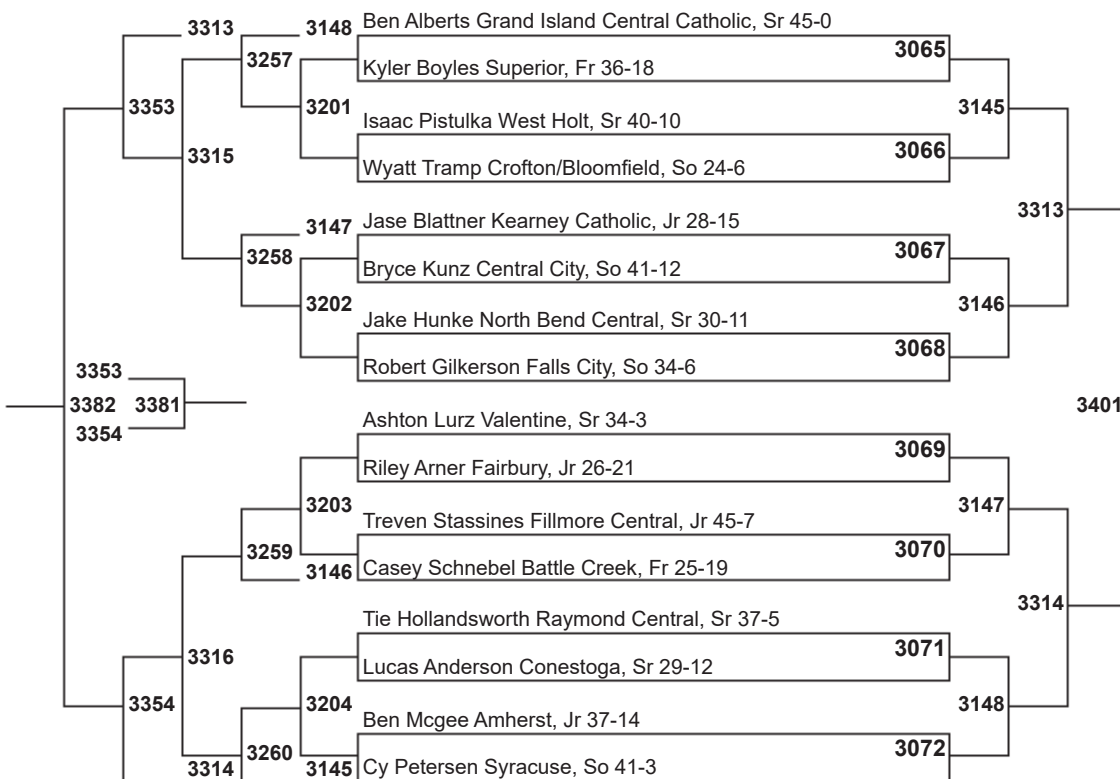 3313 3148 Ben Alberts Grand Island Central Catholic, Sr 45-0
3065
3257
Kyler Boyles Superior, Fr 36-18
3353 3201 3145
Isaac Pistulka West Holt, Sr 40-10
3066
3315
Wyatt Tramp Crofton/Bloomfield, So 24-6
3313
3147 Jase Blattner Kearney Catholic, Jr 28-15
3067
3258
Bryce Kunz Central City, So 41-12
3202 3146
Jake Hunke North Bend Central, Sr 30-11
3068
Robert Gilkerson Falls City, So 34-6
3353
3382 3381 3401
3354
Ashton Lurz Valentine, Sr 34-3
3069
Riley Arner Fairbury, Jr 26-21
3203 3147
Treven Stassines Fillmore Central, Jr 45-7
3070
3259
3146 Casey Schnebel Battle Creek, Fr 25-19
3314
Tie Hollandsworth Raymond Central, Sr 37-5
3071
3316
Lucas Anderson Conestoga, Sr 29-12
3354 3204 3148
Ben Mcgee Amherst, Jr 37-14
3072
3260
3314 3145 Cy Petersen Syracuse, So 41-3